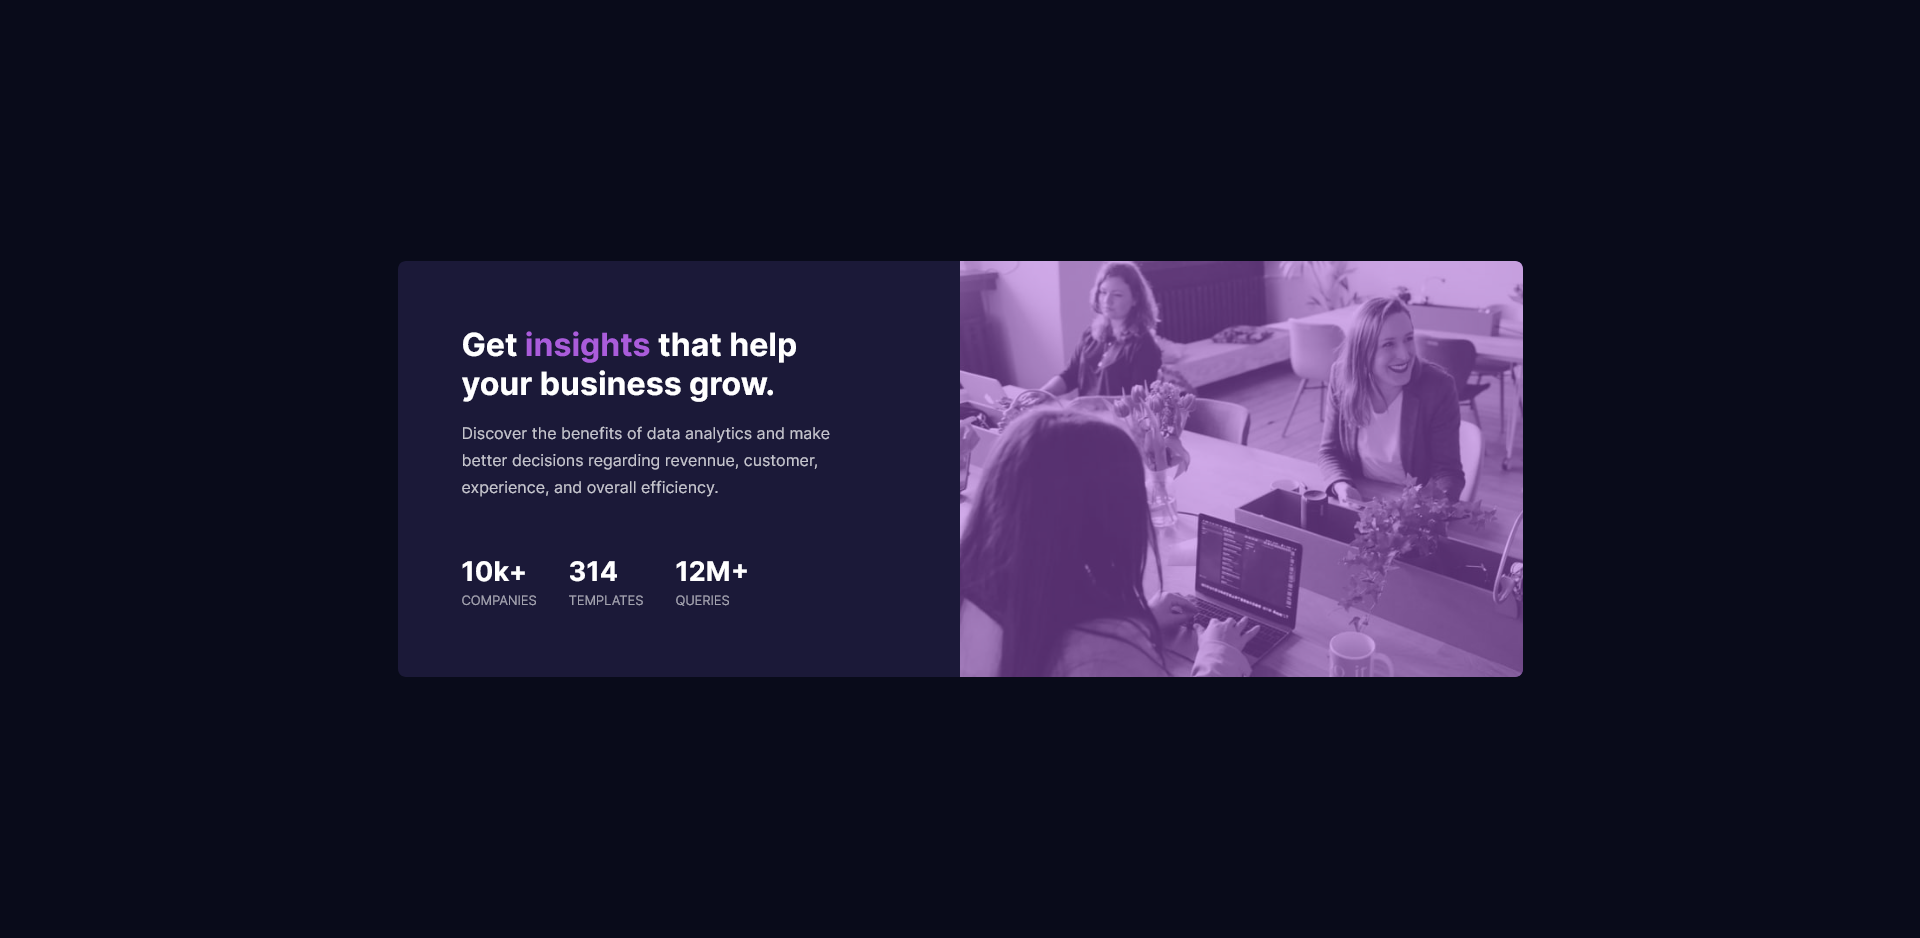 Get insights that help
your business grow.
Discover the benefits of data analytics and make
better decisions regarding revennue, customer,
experience, and overall efficiency.
10k+ 314 12M+
COMPANIES TEMPLATES QUERIES